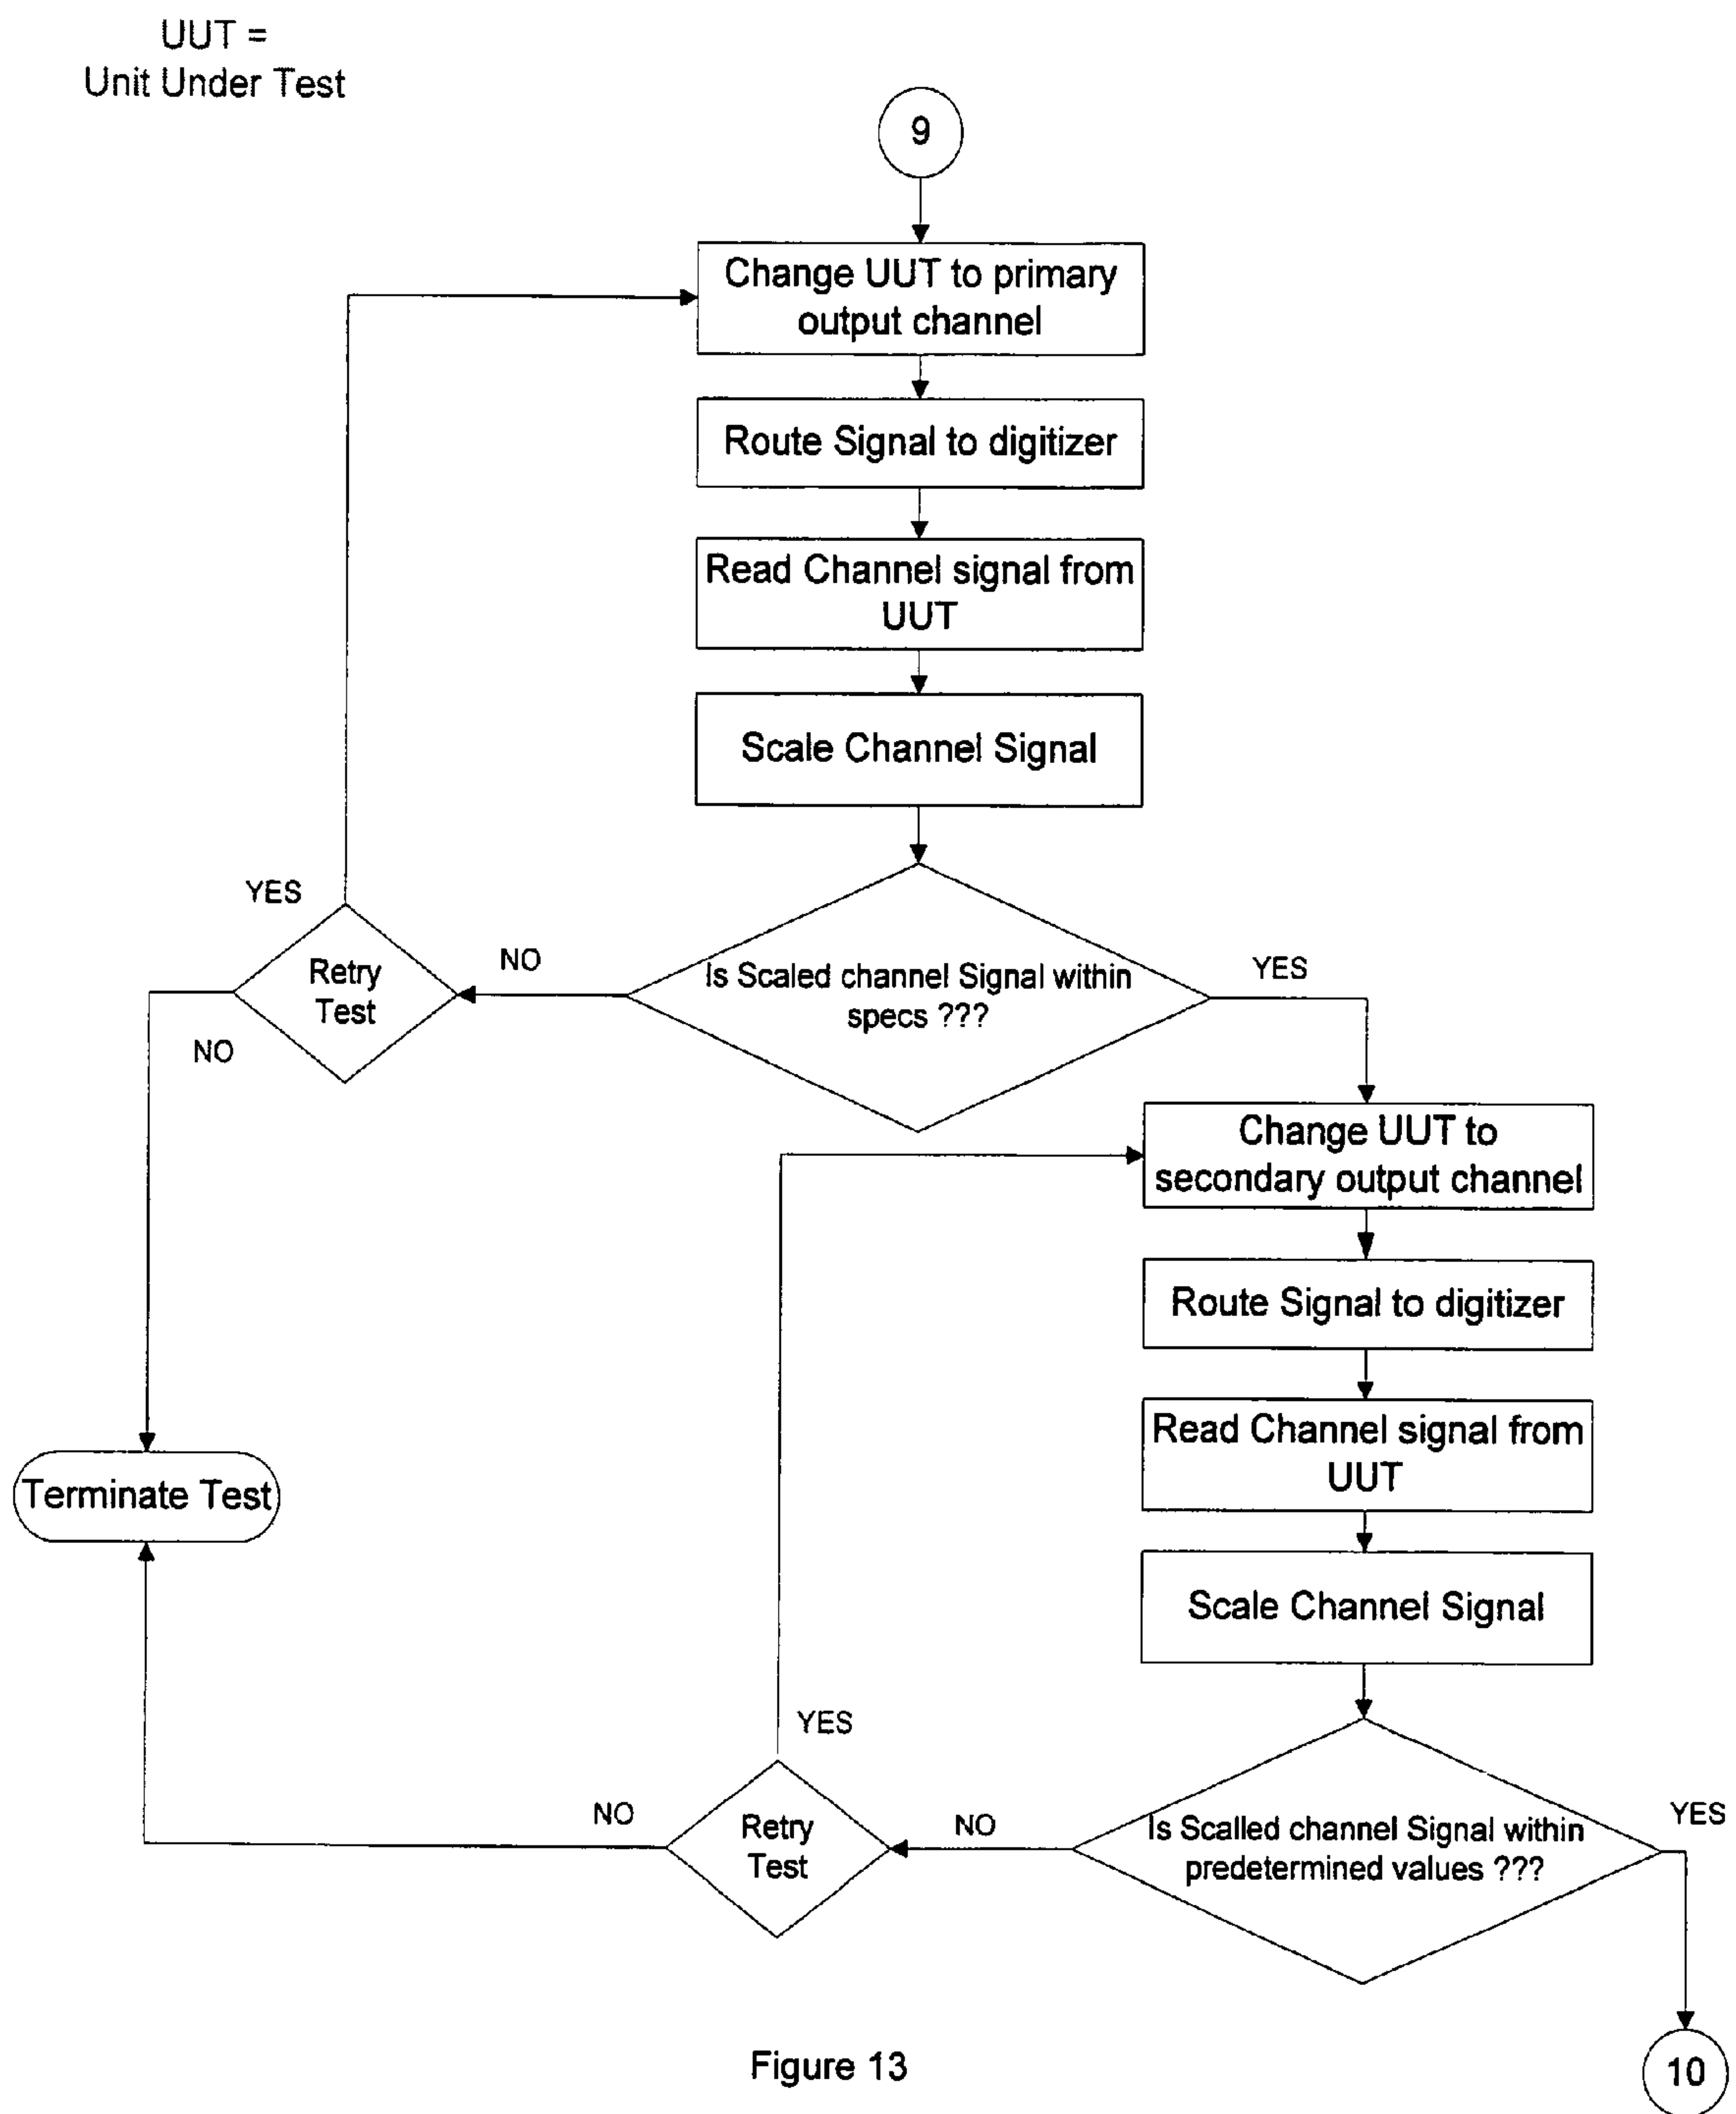 UUT =
Unit Under Test
9
Change UUT to primary
output channel
Route Signal to digitizer
Read Channel signal from
UUT
Scale Channel Signal
YES
Retry
Test
NO
NO
Is Scaled channel Signal within
specs ???
YES
Change UUT to
secondary output channel
Route Signal to digitizer
Read Channel signal from
UUT
Terminate Test
Scale Channel Signal
YES
NO
Retry
Test
NO
Is Scalled channel Signal within
predetermined values ???
YES
Figure 13
10